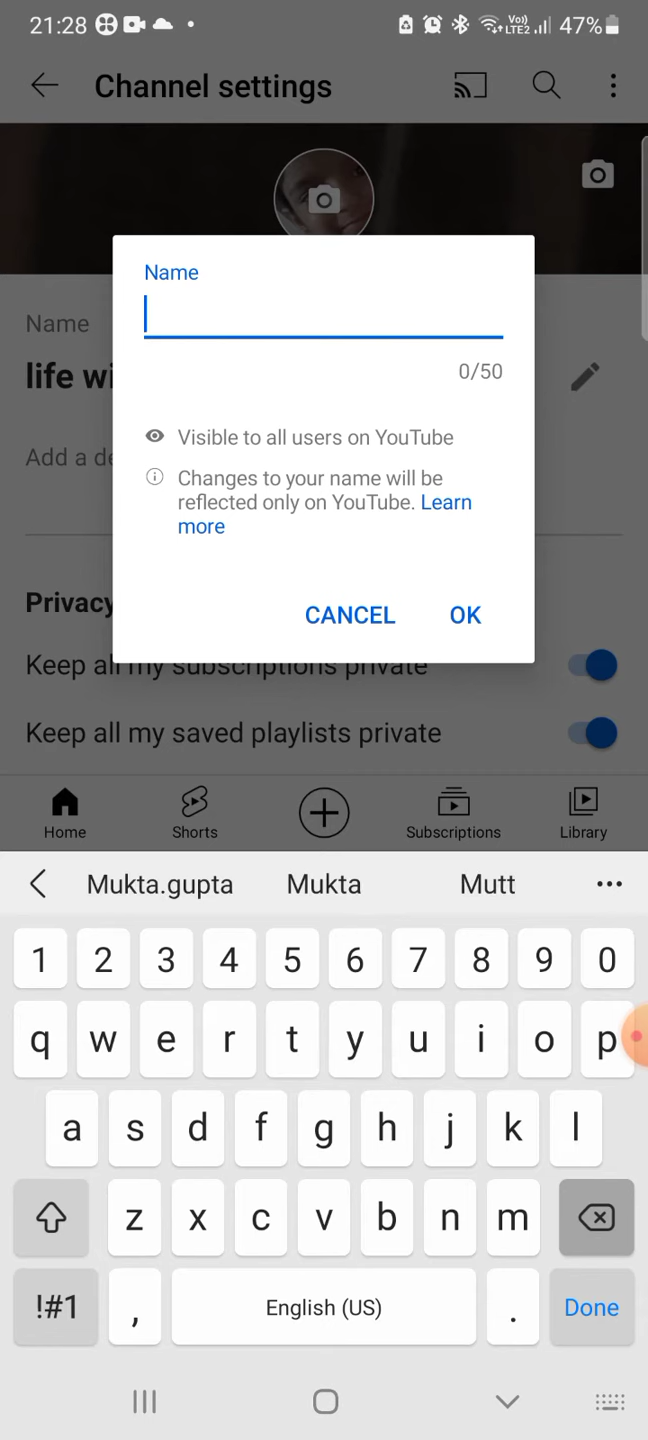 21:28 Vo) LTE2 47%
Channel settings
Name
0/50
Visible to all users on YouTube
Changes to your name will be
reflected only on YouTube. Learn
more
CANCEL OK
Name
life wi
Add a de
Privacy
Keep all my subscriptions private
Keep all my saved playlists private
Home Shorts Subscriptions Library
Mukta.gupta Mukta Mutt
1 2 3 4 5 6 7 8 9 0
q w e r t y u i o p
a s d f g h j k l
z x c v b n m
!#1 , English (US) . Done